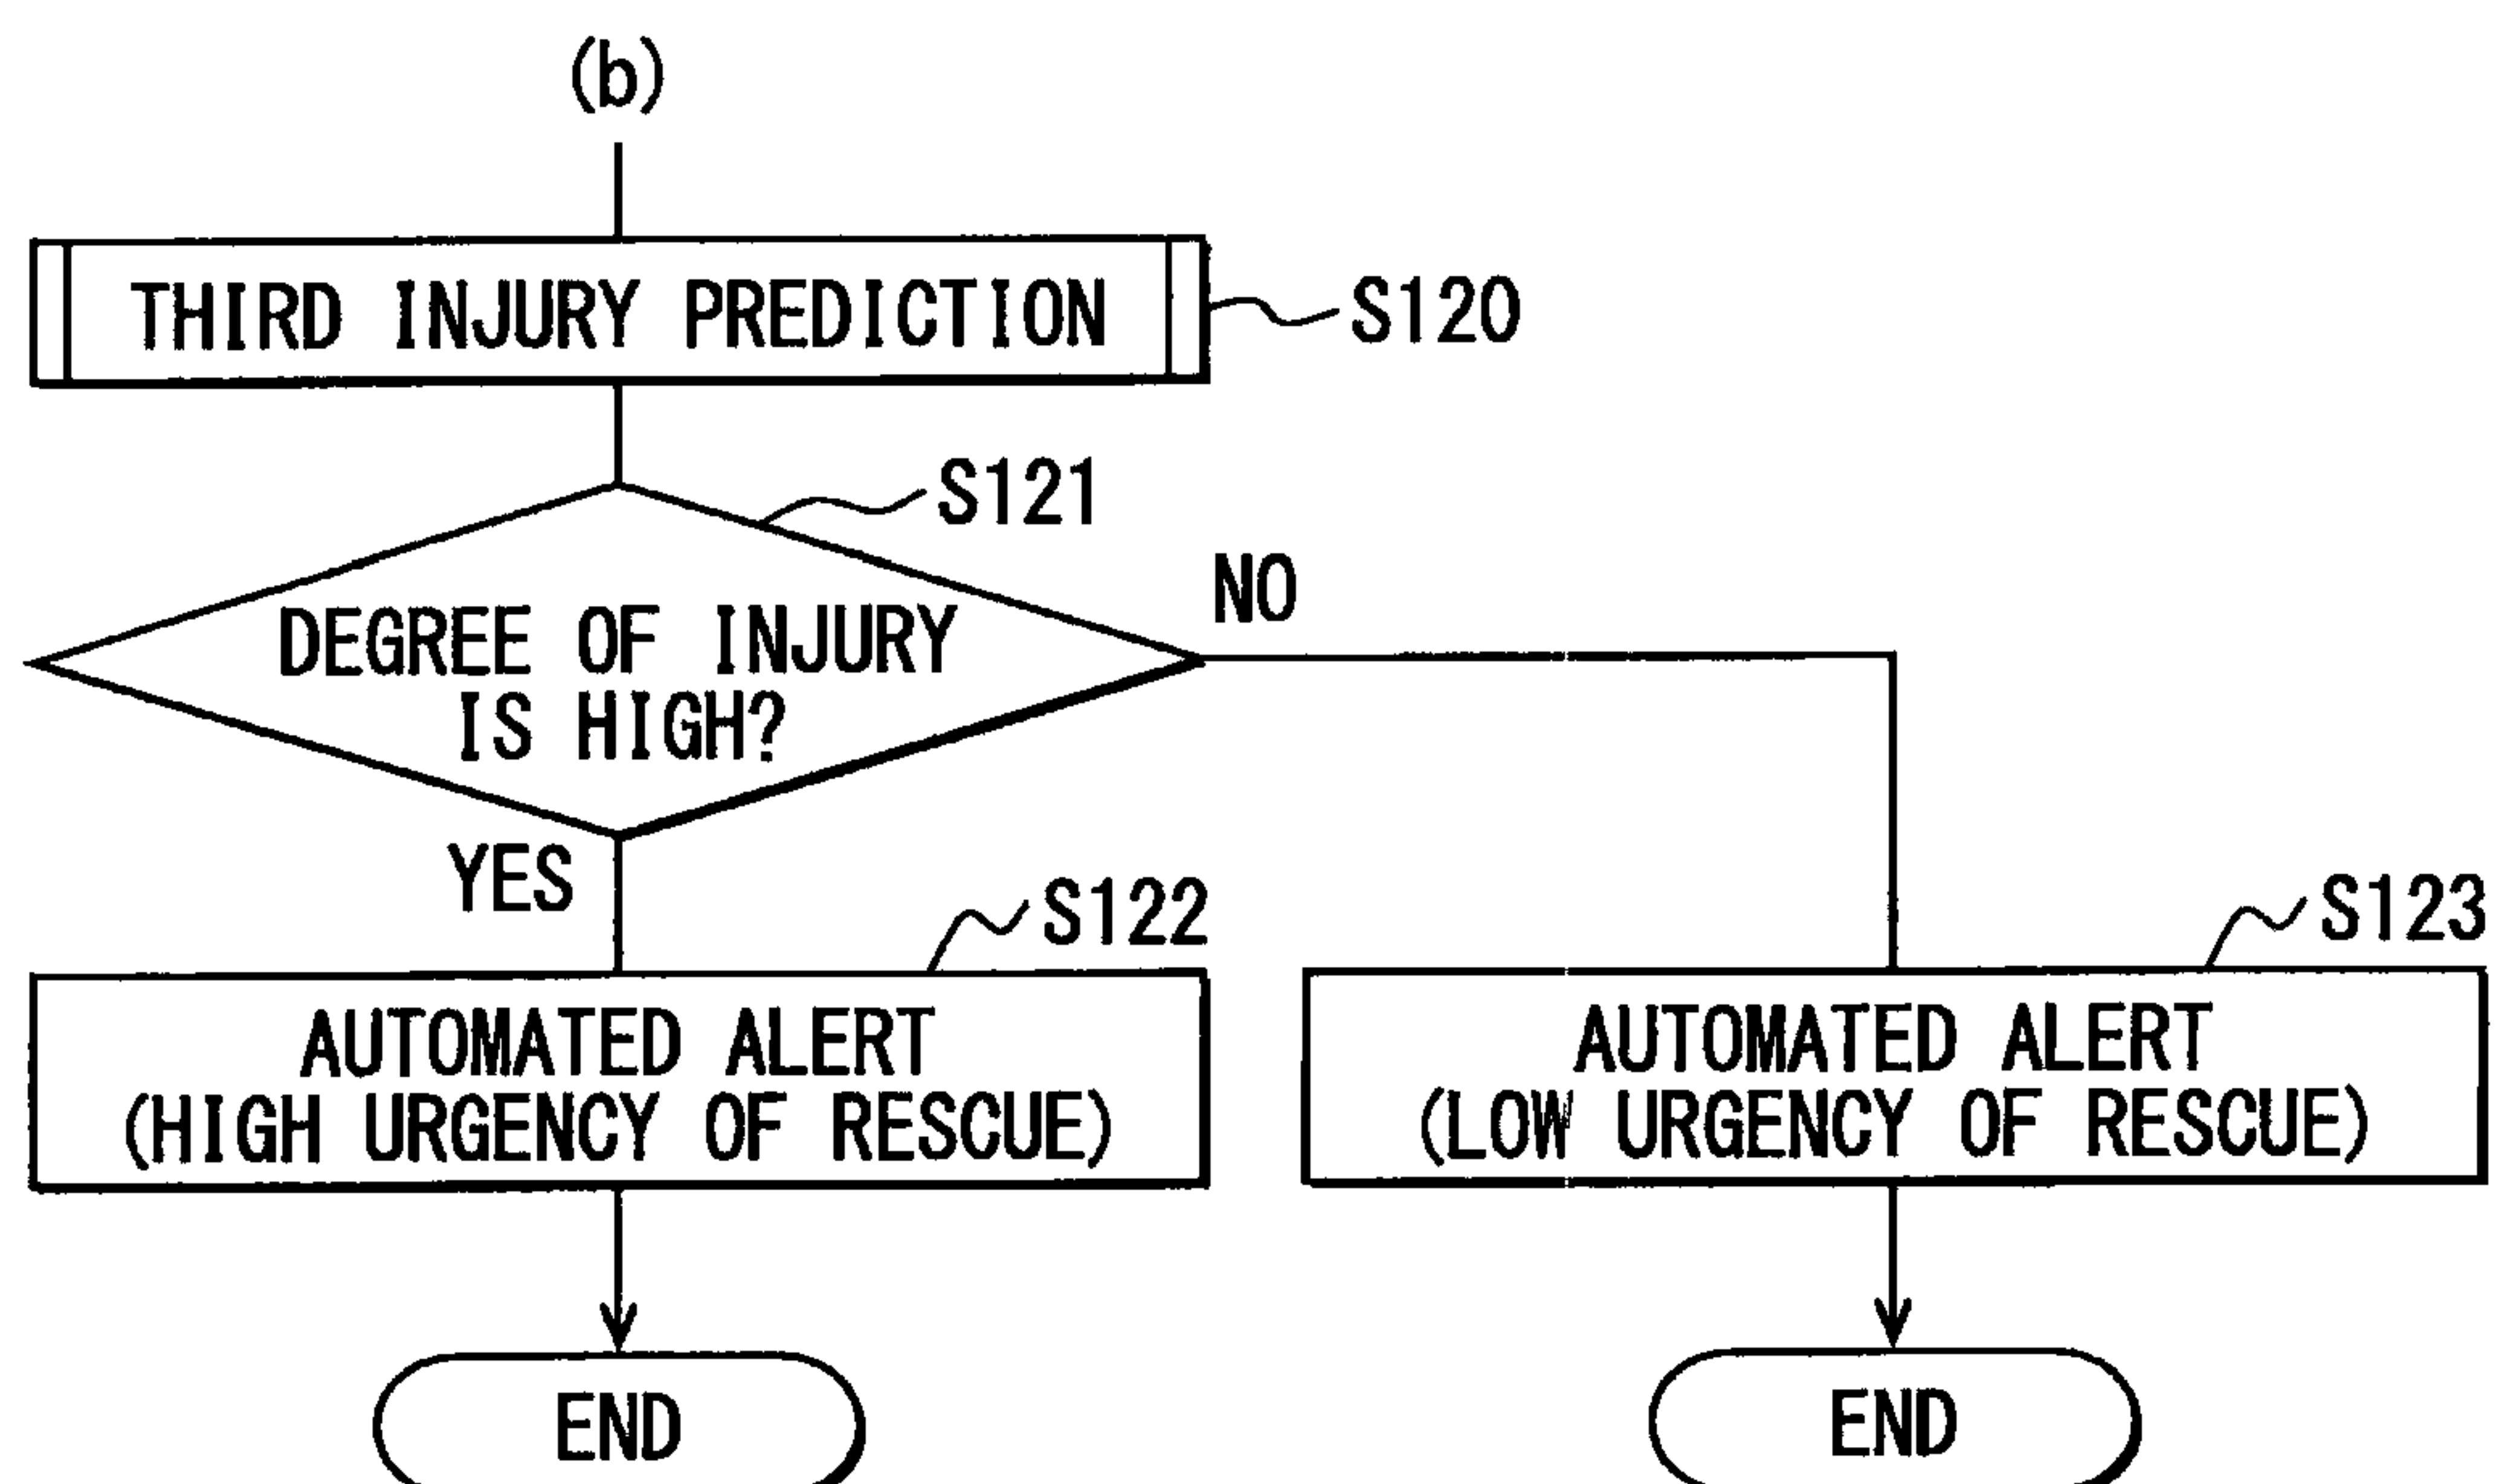 (b)
THIRD INJURY PREDICTION
S120
S121
DEGREE OF INJURY
IS HIGH?
NO
YES
S122
S123
AUTOMATED ALERT
(HIGH URGENCY OF RESCUE)
AUTOMATED ALERT
(LOW URGENCY OF RESCUE)
END
END